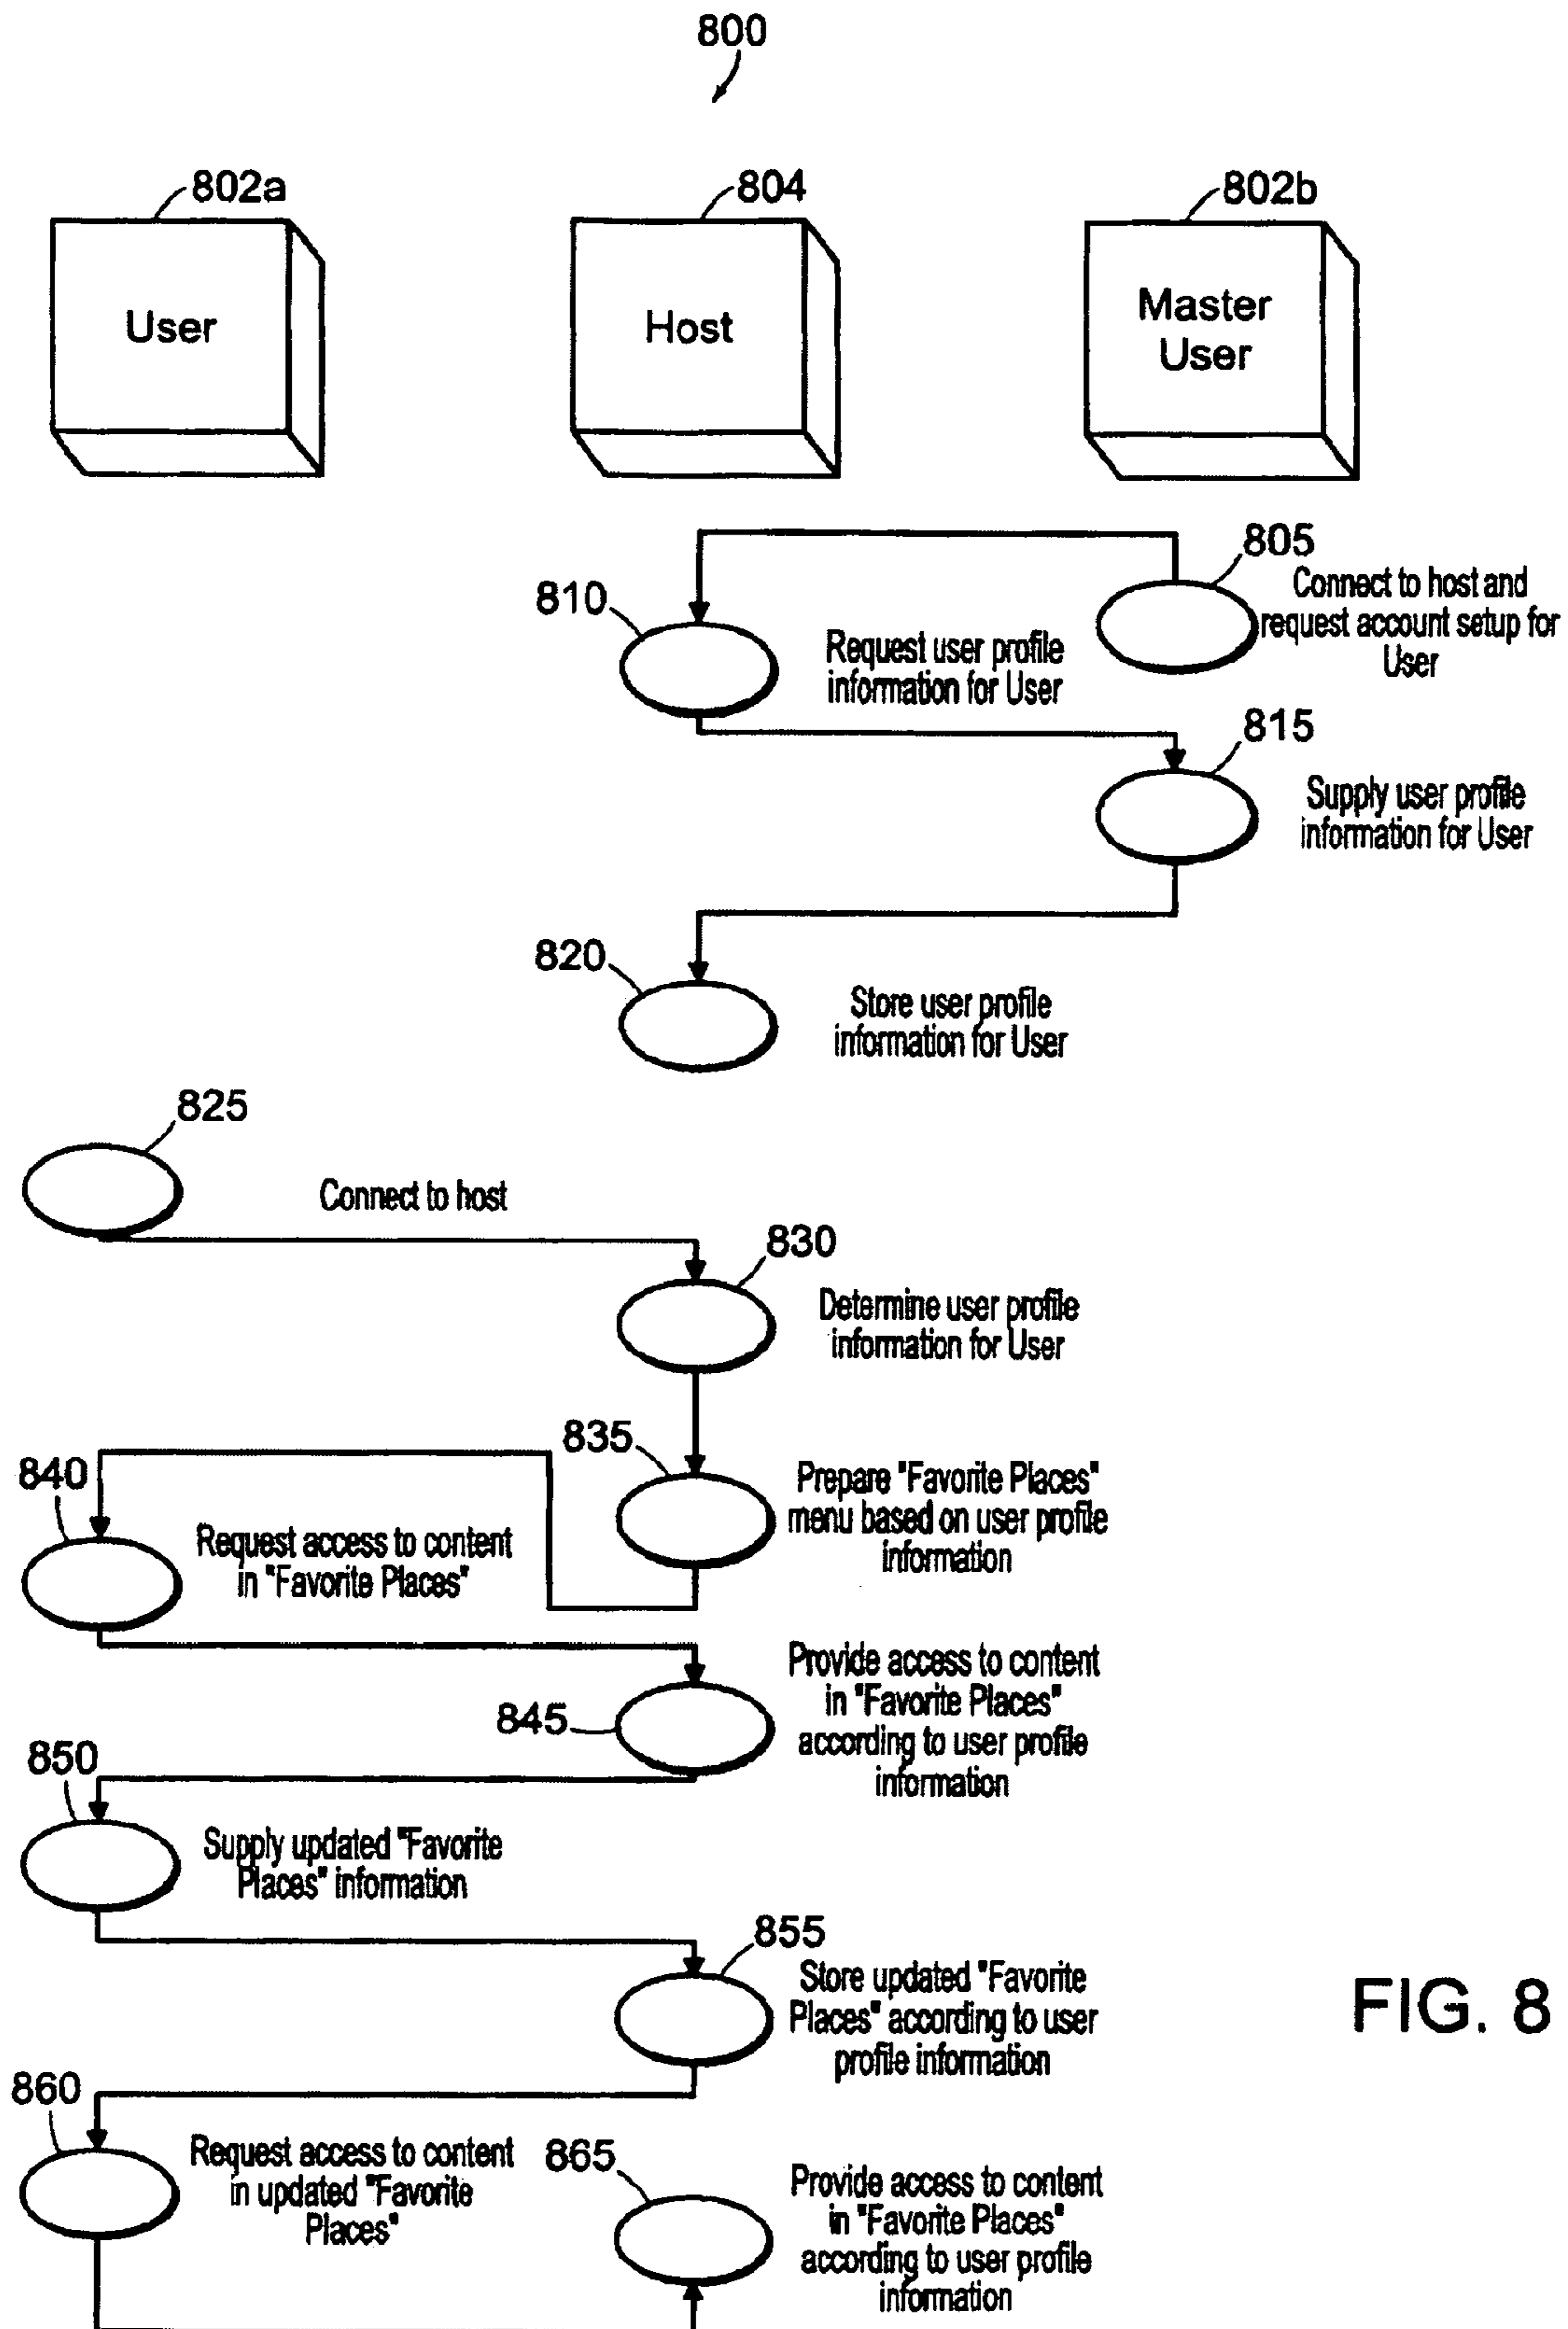 800
802a
804
802b
User
Host
Master
User
805
Connect to host and
request account setup for
User
810
Request user profile
information for User
815
Supply user profile
information for User
820
Store user profile
information for User
825
Connect to host
830
Determine user profile
information for User
835
Prepare "Favorite Places"
menu based on user profile
information
840
Request access to content
in "Favorite Places"
845
Provide access to content
in "Favorite Places"
according to user profile
information
850
Supply updated "Favorite
Places" information
855
Store updated "Favorite
Places" according to user
profile information
FIG. 8
860
Request access to content
in updated "Favorite
Places"
865
Provide access to content
in "Favorite Places"
according to user profile
information